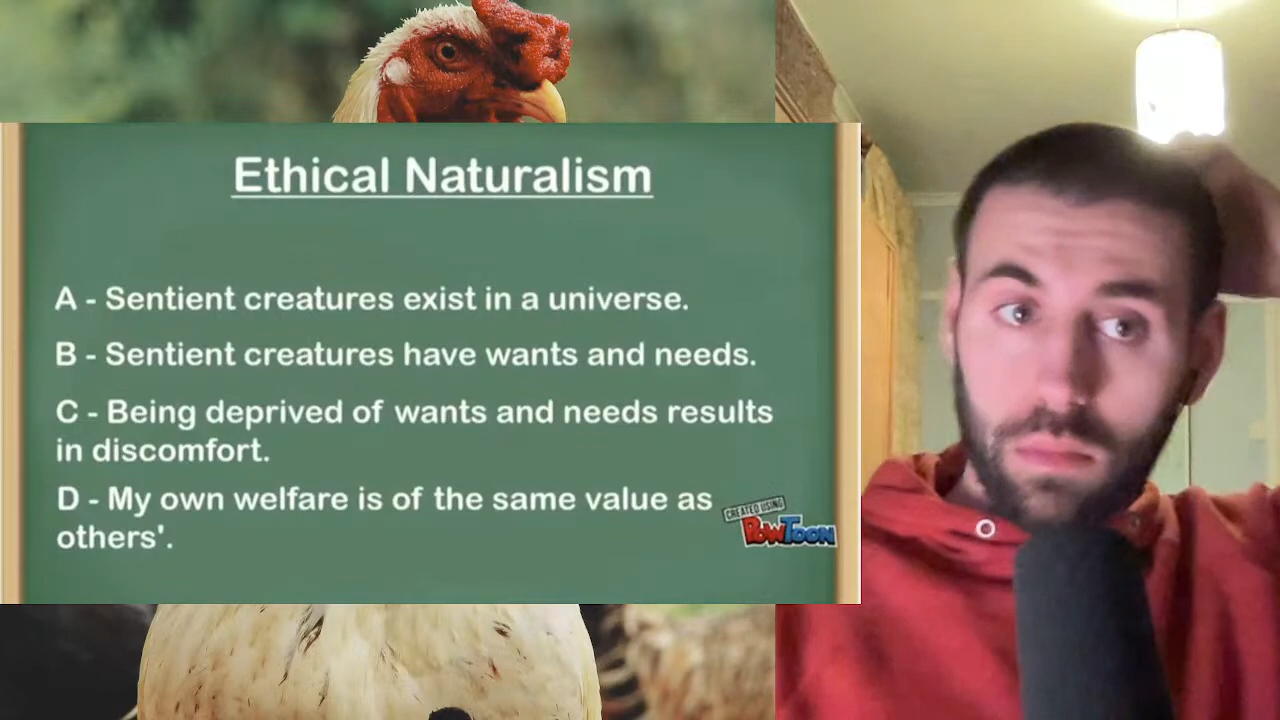 Ethical Naturalism
A - Sentient creatures exist in a universe.
B - Sentient creatures have wants and needs.
C - Being deprived of wants and needs results
in discomfort.
D - My own welfare is of the same value as
others'.
CREATED USING
POWTOON